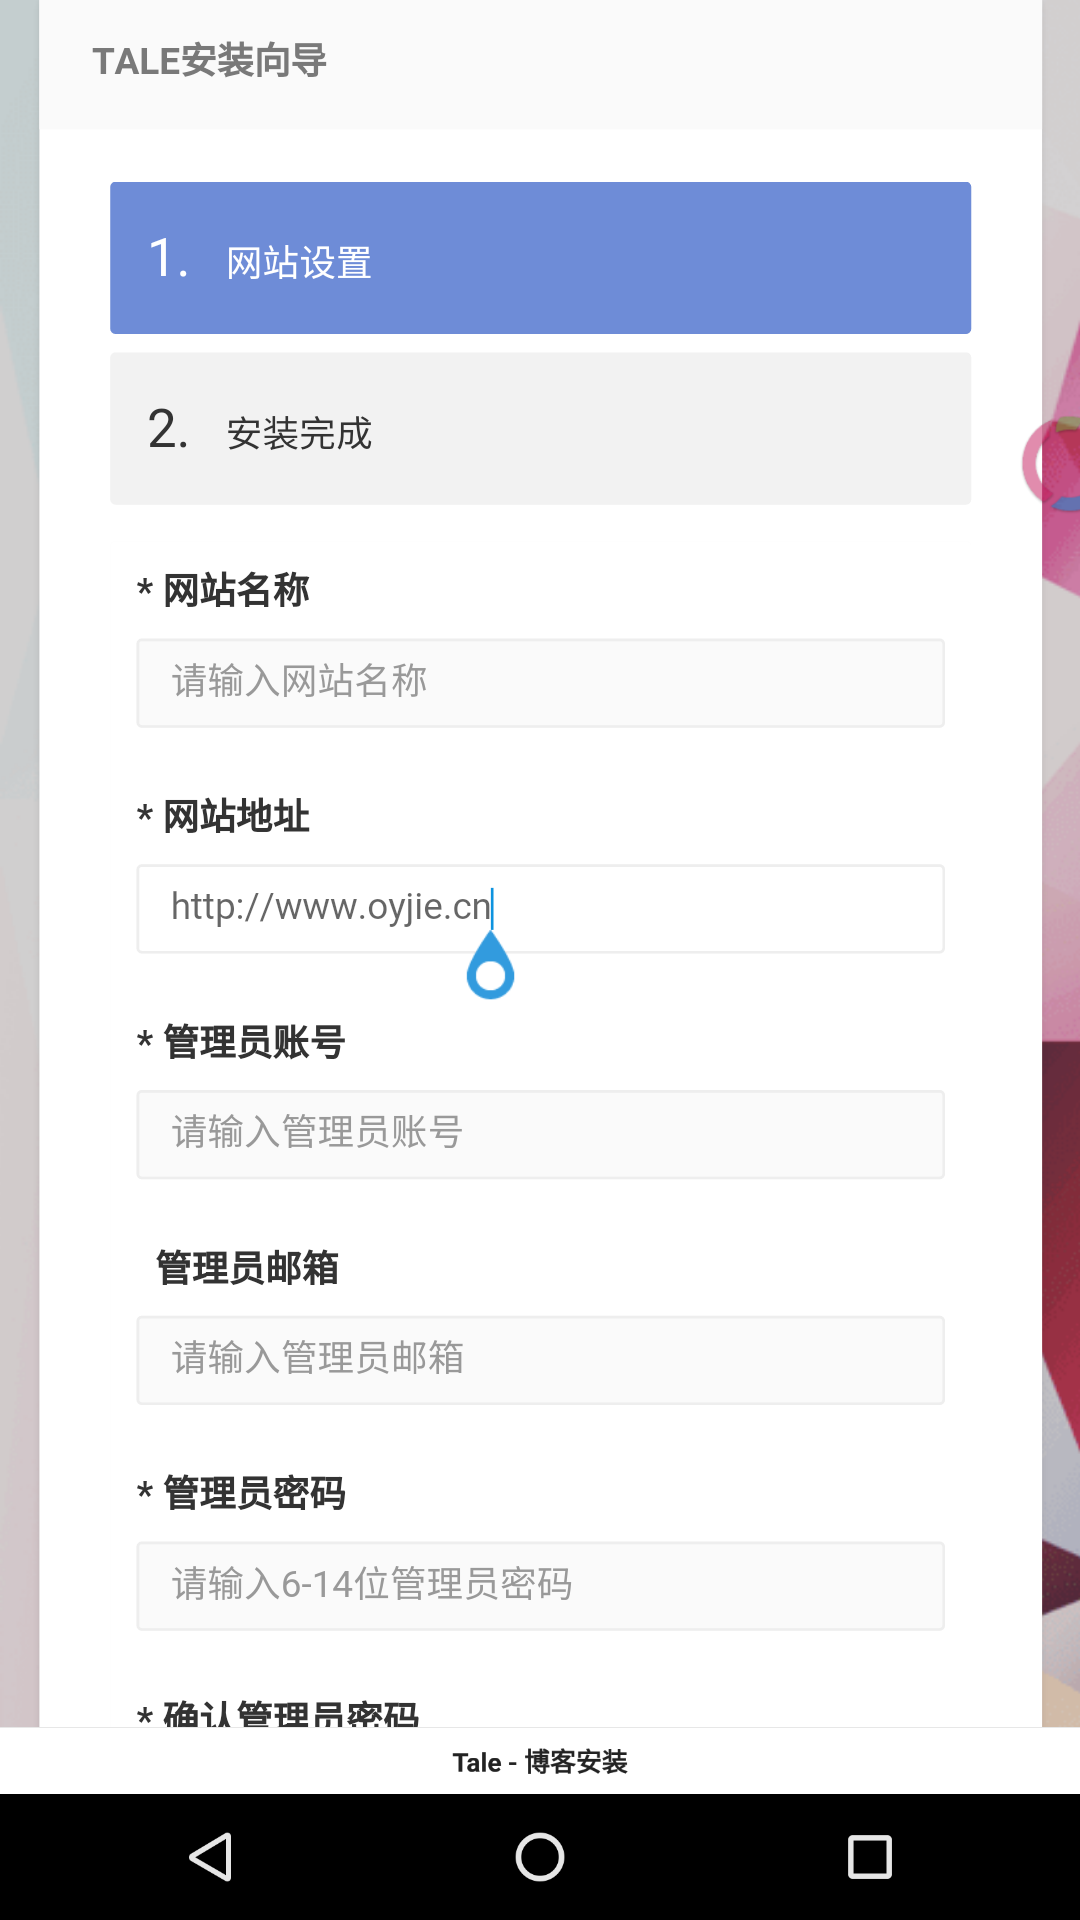 TALE安装向导
1. 网站设置
2. 安装完成
* 网站名称
请输入网站名称
* 网站地址
http://www.oyjie.cn
* 管理员账号
请输入管理员账号
管理员邮箱
请输入管理员邮箱
* 管理员密码
请输入6-14位管理员密码
* 确认管理员密码
Tale - 博客安装